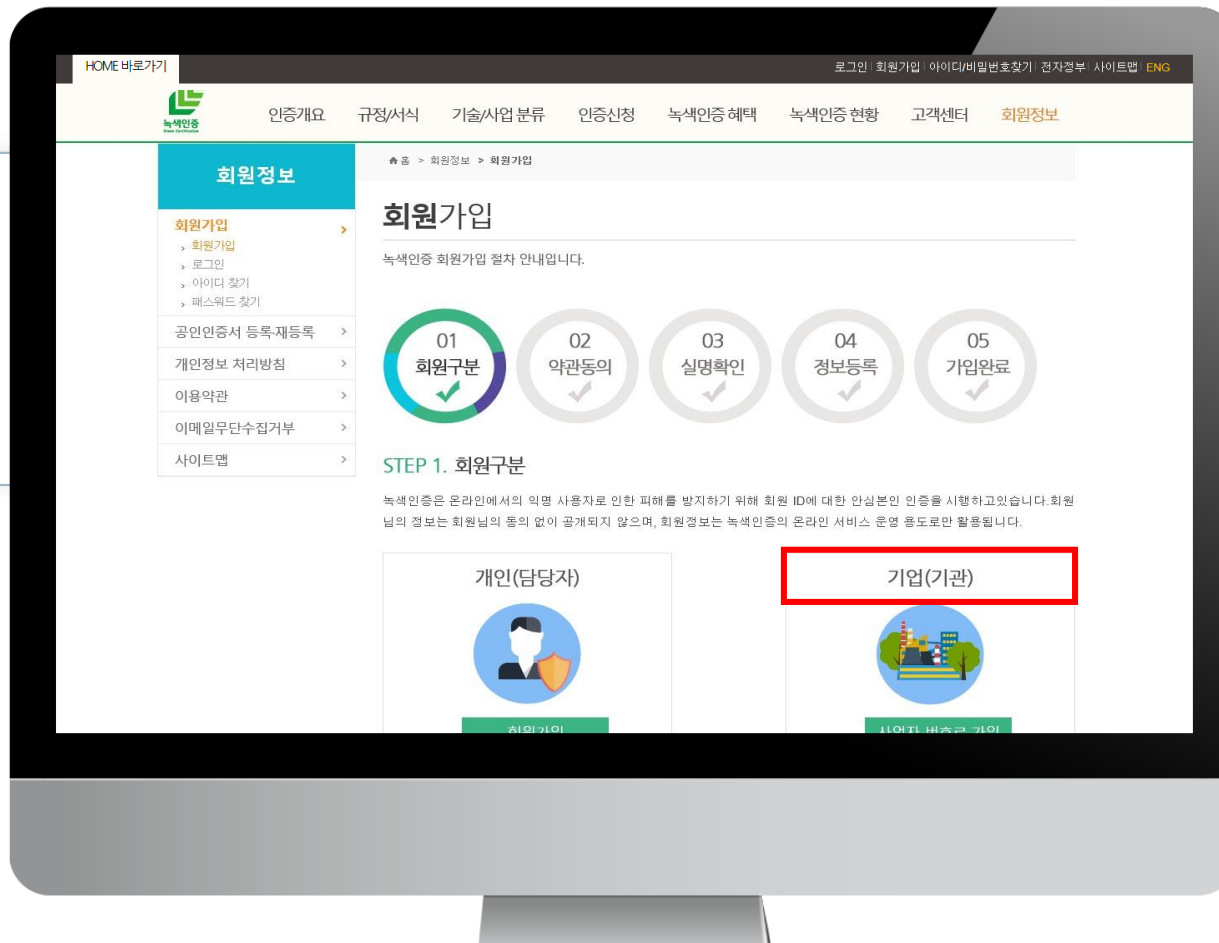 HOME 바로가기
로그인 | 회원가입 | 아이디/비밀번호찾기 | 전자정부 | 사이트맵 | ENG
녹색인증
인증개요 규정/서식 기술/사업 분류 인증신청 녹색인증 혜택 녹색인증 현황 고객센터 회원정보
홈 > 회원정보 > 회원가입
회원정보
회원가입 >
> 회원가입
> 로그인
> 아이디 찾기
> 패스워드 찾기
공인인증서 등록·재등록 >
개인정보 처리방침 >
이용약관 >
이메일무단수집거부 >
사이트맵 >
회원가입
녹색인증 회원가입 절차 안내입니다.
01 02 03 04 05
회원구분 약관동의 실명확인 정보등록 가입완료
STEP 1. 회원구분
녹색인증은 온라인에서의 익명 사용자로 인한 피해를 방지하기 위해 회원 ID에 대한 안심본인 인증을 시행하고있습니다.회원
님의 정보는 회원님의 동의 없이 공개되지 않으며, 회원정보는 녹색인증의 온라인 서비스 운영 용도로만 활용됩니다.
개인(담당자) 기업(기관)
회원가입 사업자 번호로 가입